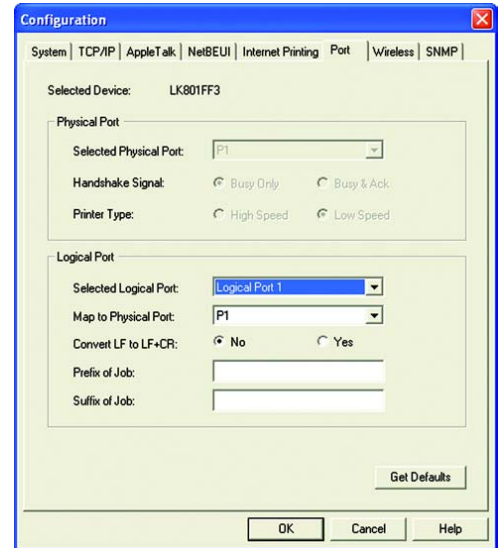 Configuration
System TCP/IP AppleTalk NetBEUI Internet Printing Port Wireless SNMP
Selected Device: LK801FF3
Physical Port
Selected Physical Port: P1
Handshake Signal: Busy Only Busy & Ack
Printer Type: High Speed Low Speed
Logical Port
Selected Logical Port: Logical Port 1
Map to Physical Port: P1
Convert LF to LF+CR: No Yes
Prefix of Job:
Suffix of Job:
Get Defaults
OK Cancel Help